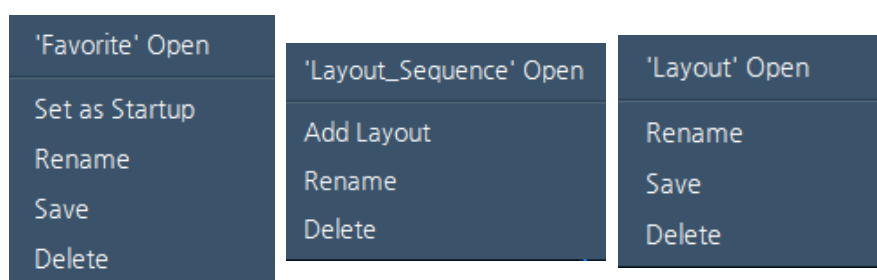 'Favorite' Open
Set as Startup
Rename
Save
Delete
'Layout_Sequence' Open
Add Layout
Rename
Delete
'Layout' Open
Rename
Save
Delete